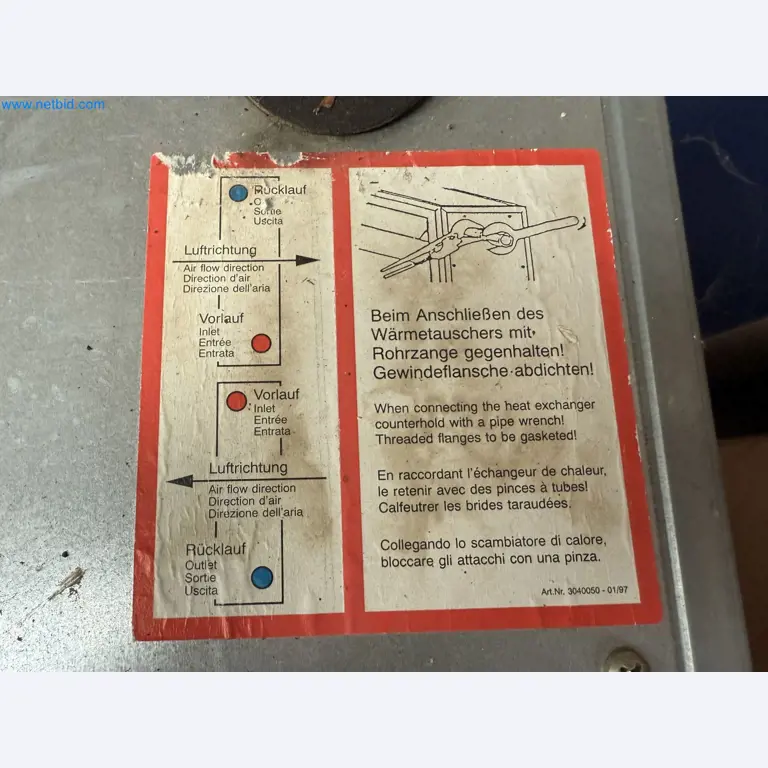 www.netbid.com
Rücklauf
Sortie
Uscita
Luftrichtung
Air flow direction
Direction d'air
Direzione dell'aria
Vorlauf
Inlet
Entrée
Entrata
Vorlauf
Inlet
Entrée
Entrata
Luftrichtung
Air flow direction
Direction d'air
Direzione dell'aria
Rücklauf
Outlet
Sortie
Uscita
Beim Anschließen des
Wärmetauschers mit
Rohrzange gegenhalten!
Gewindeflansche abdichten!
When connecting the heat exchanger
counterhold with a pipe wrench!
Threaded flanges to be gasketed!
En raccordant l'échangeur de chaleur,
le retenir avec des pinces à tubes!
Calfeutrer les brides taraudées.
Collegando lo scambiatore di calore,
bloccare gli attacchi con una pinza.
Art.Nr. 3040050 - 01/97